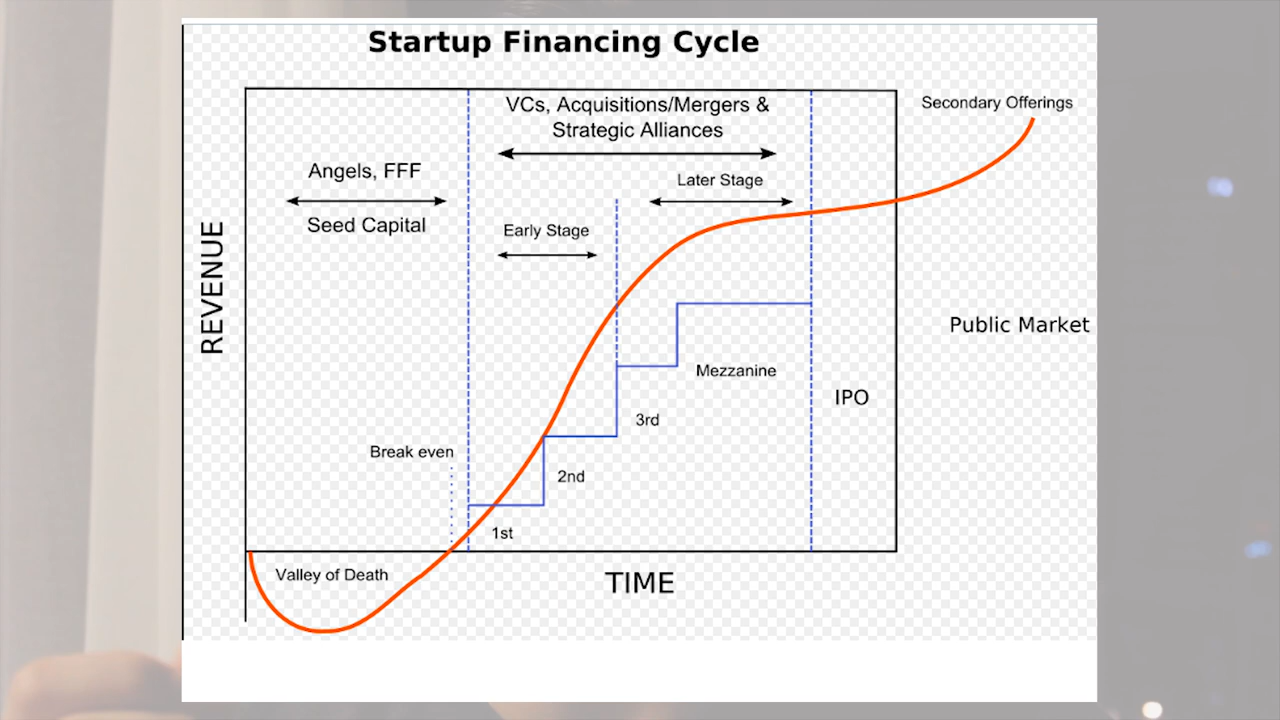 Startup Financing Cycle
VCs, Acquisitions/Mergers &
Strategic Alliances
Secondary Offerings
Angels, FFF
Later Stage
Seed Capital
Early Stage
REVENUE
Public Market
Mezzanine
IPO
3rd
Break even
2nd
1st
Valley of Death
TIME